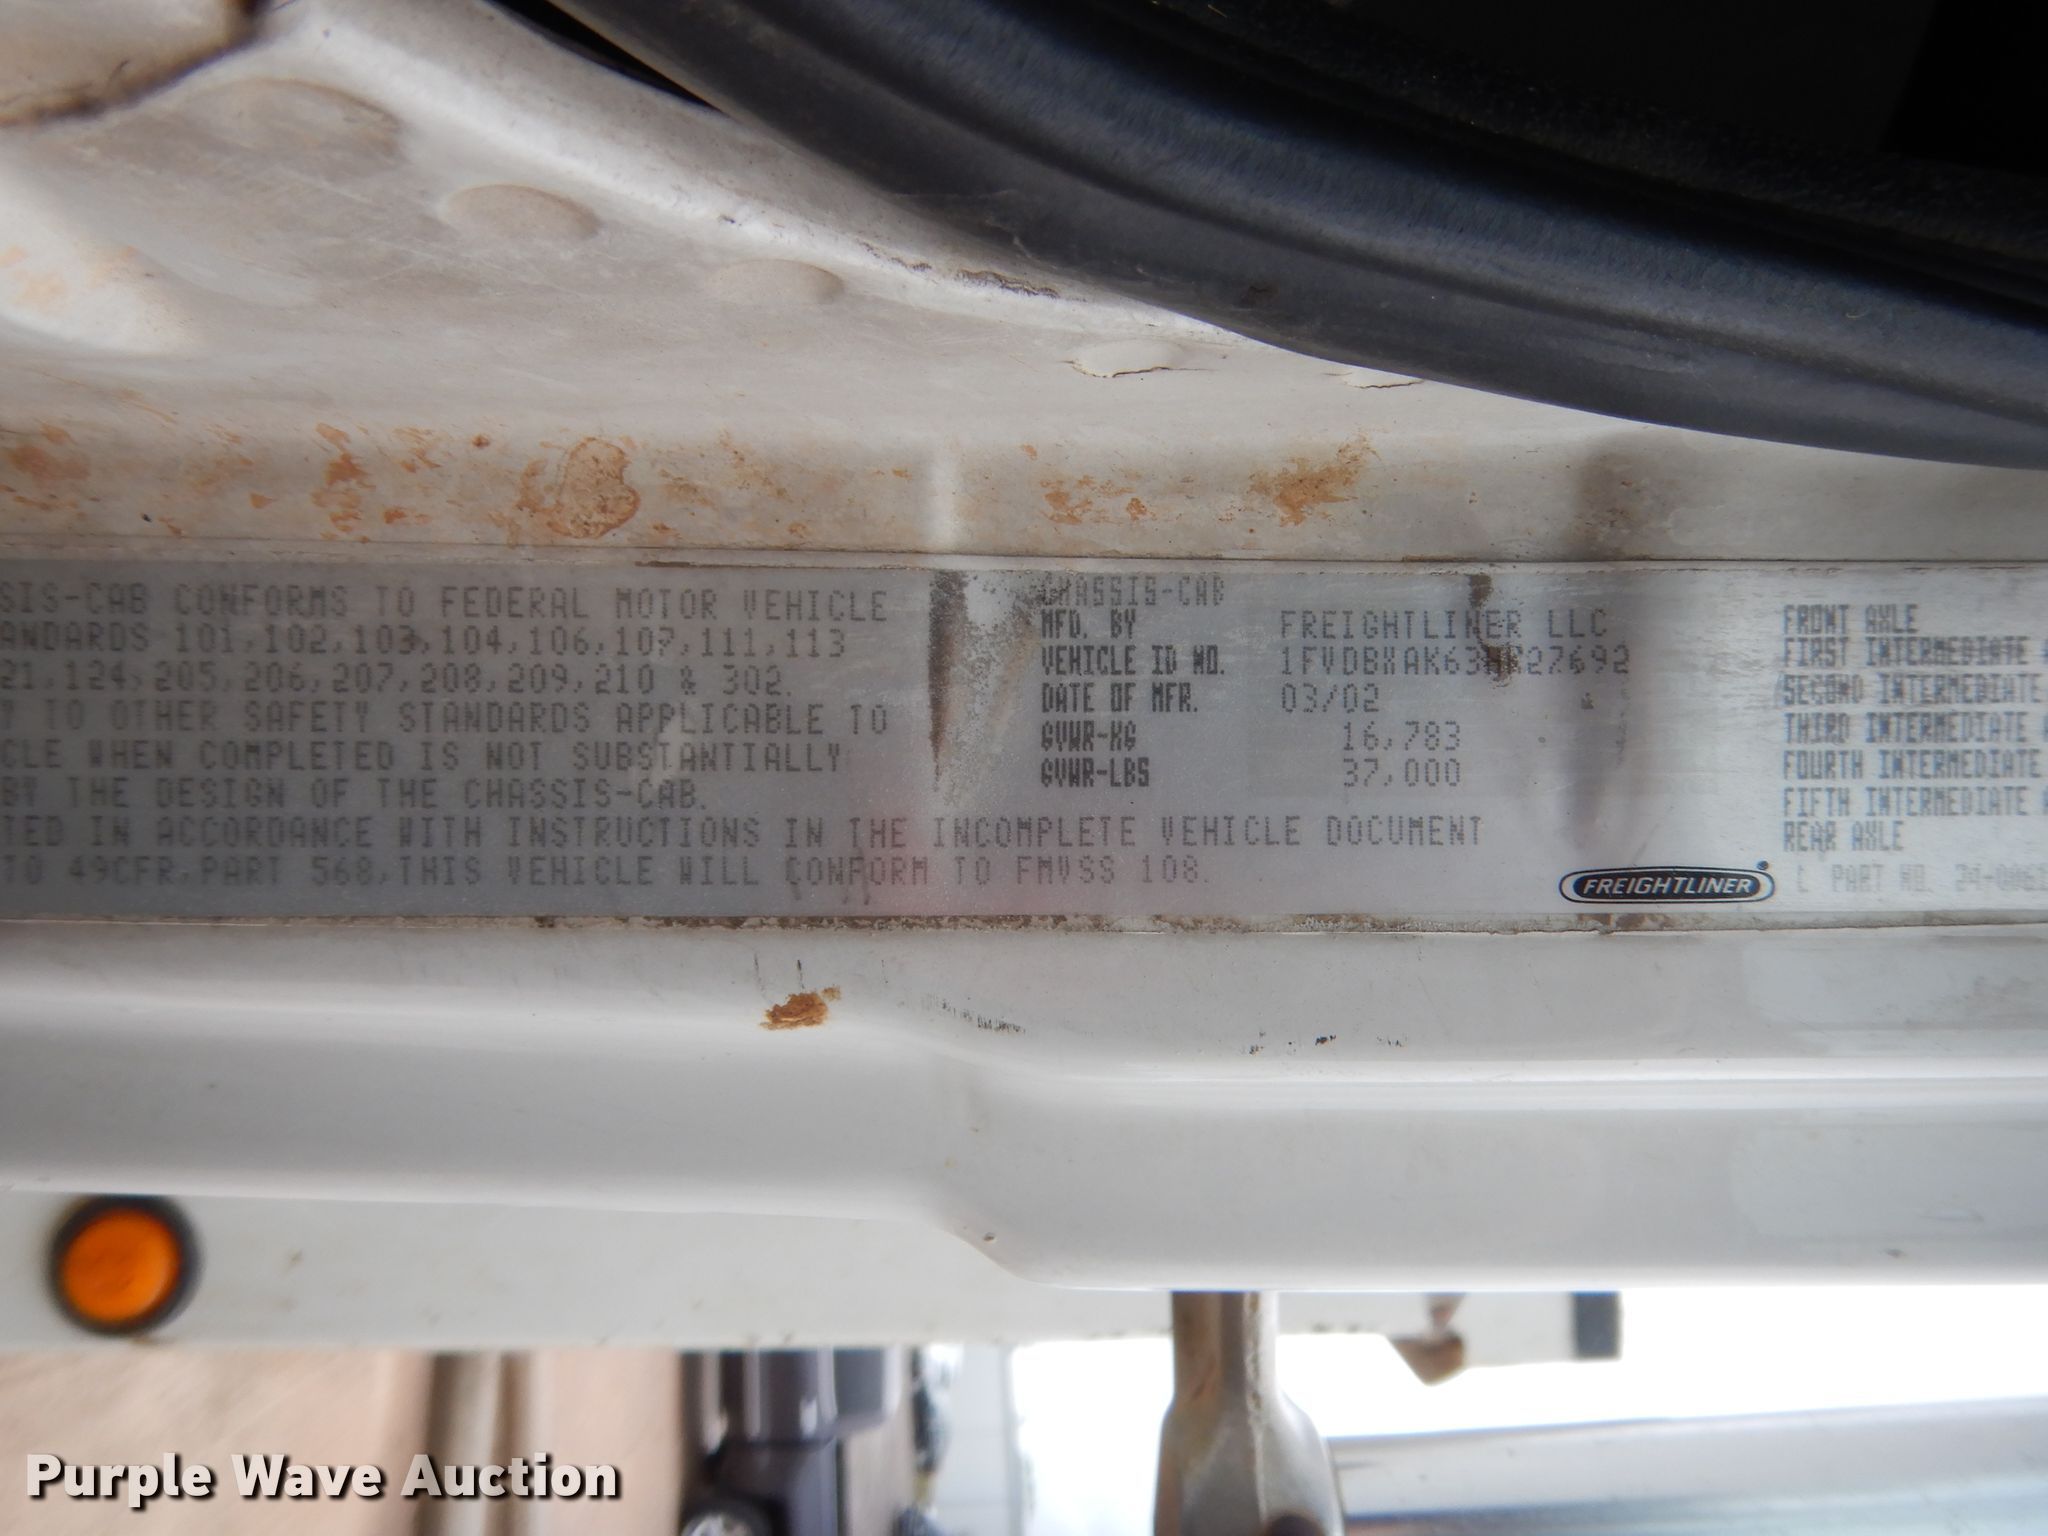 SIS-CAB CONFORMS TO FEDERAL MOTOR VEHICLE
ANDARDS 101,102,103,104,106,107,111,113
21,124,205,206,207,208,209,210 & 302.
T TO OTHER SAFETY STANDARDS APPLICABLE TO
CLE WHEN COMPLETED IS NOT SUBSTANTIALLY
BY THE DESIGN OF THE CHASSIS-CAB.
TED IN ACCORDANCE WITH INSTRUCTIONS IN THE INCOMPLETE VEHICLE DOCUMENT
TO 49CFR,PART 568,THIS VEHICLE WILL CONFORM TO FMVSS 108.
CHASSIS-CAB
MFD. BY FREIGHTLINER LLC
VEHICLE ID NO.
DATE OF MFR. 03/02
GVWR-KG 16,783
GVWR-LBS 37,000
FRONT AXLE
FIRST INTERMEDIATE
SECOND INTERMEDIATE
THIRD INTERMEDIATE
FOURTH INTERMEDIATE
FIFTH INTERMEDIATE
REAR AXLE
FREIGHTLINER
PART NO.
Purple Wave Auction